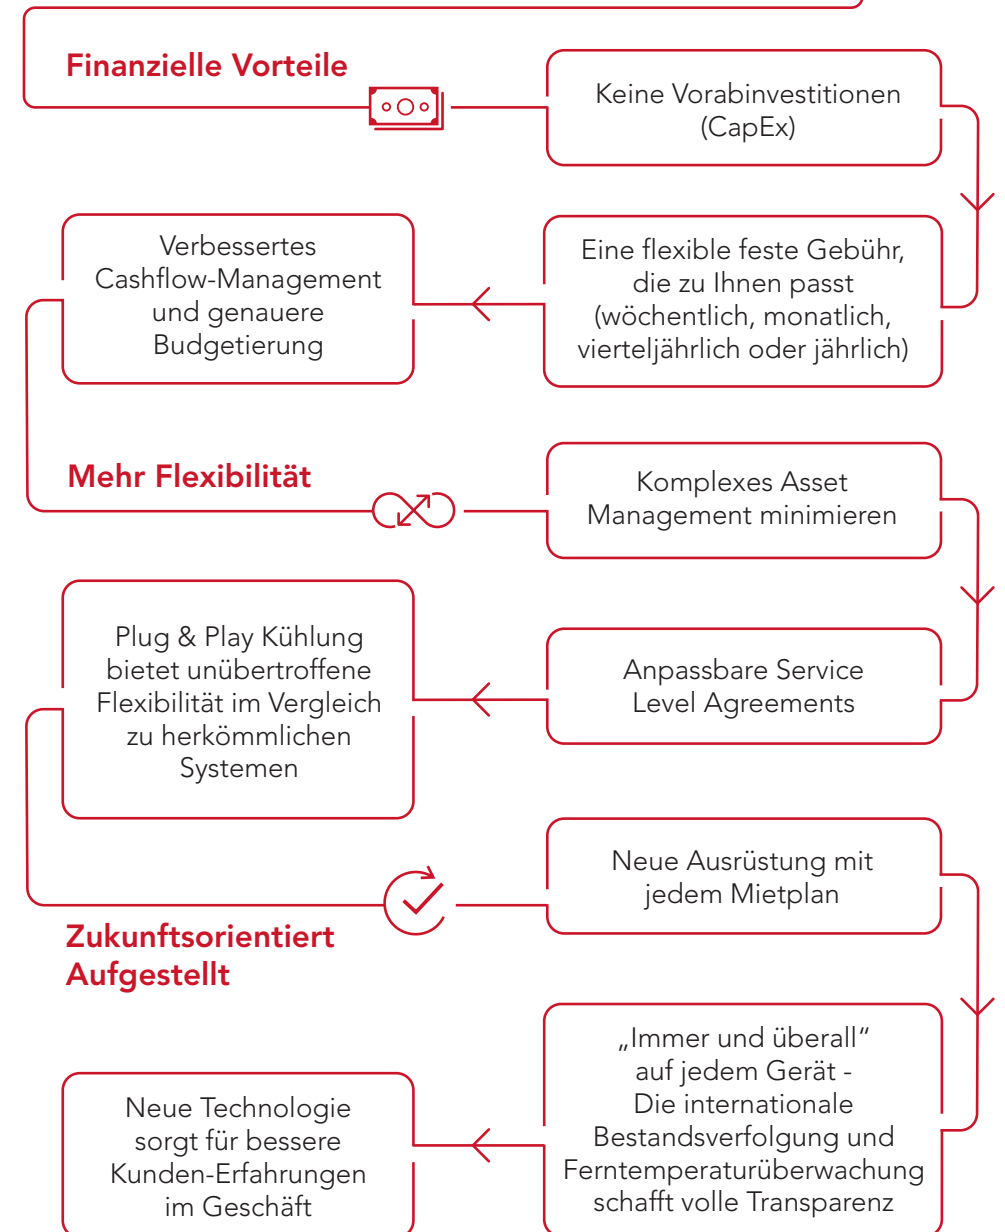 Finanzielle Vorteile
Keine Vorabinvestitionen
(CapEx)
Eine flexible feste Gebühr,
die zu Ihnen passt
(wöchentlich, monatlich,
vierteljährlich oder jährlich)
Verbessertes
Cashflow-Management
und genauere
Budgetierung
Mehr Flexibilität
Komplexes Asset
Management minimieren
Anpassbare Service
Level Agreements
Plug & Play Kühlung
bietet unübertroffene
Flexibilität im Vergleich
zu herkömmlichen
Systemen
Zukunftsorientiert
Aufgestellt
Neue Ausrüstung mit
jedem Mietplan
„Immer und überall“
auf jedem Gerät -
Die internationale
Bestandsverfolgung und
Ferntemperaturüberwachung
schafft volle Transparenz
Neue Technologie
sorgt für bessere
Kunden-Erfahrungen
im Geschäft